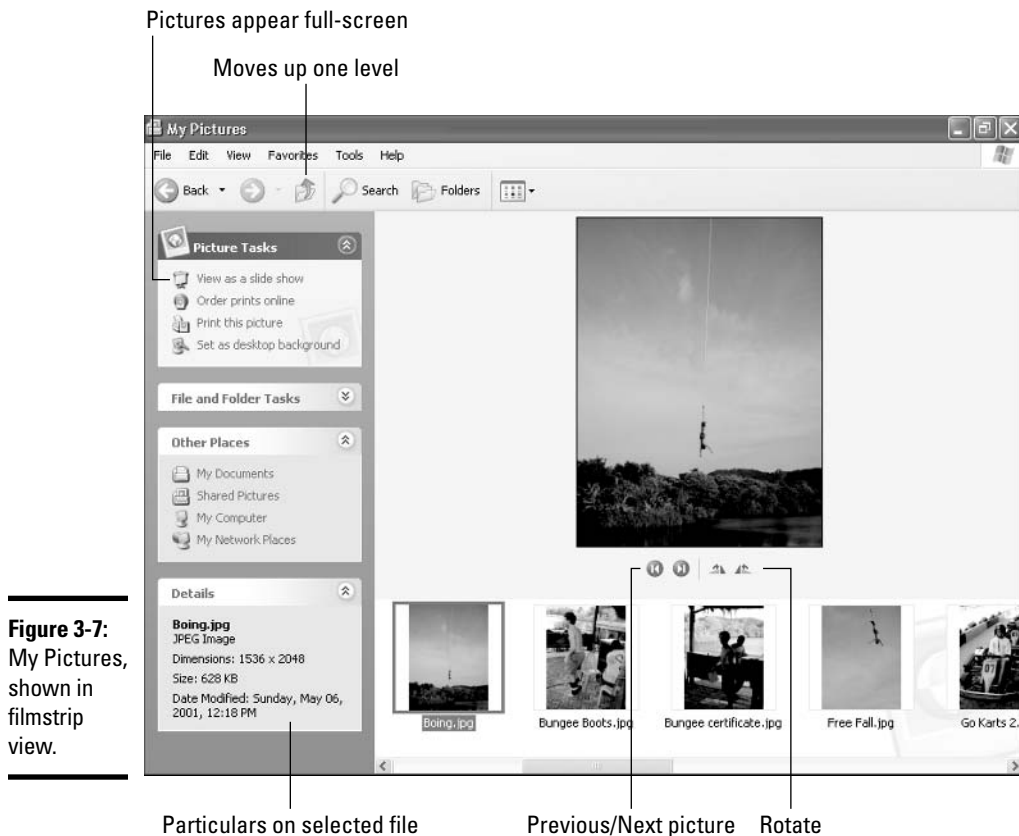 Pictures appear full-screen
Moves up one level
My Pictures
File Edit View Favorites Tools Help
Back Search Folders
Picture Tasks
View as a slide show
Order prints online
Print this picture
Set as desktop background
File and Folder Tasks
Other Places
My Documents
Shared Pictures
My Computer
My Network Places
Details
Boing.jpg
JPEG Image
Dimensions: 1536 x 2048
Size: 628 KB
Date Modified: Sunday, May 06,
2001, 12:18 PM
Boing.jpg Bungee Boots.jpg Bungee certificate.jpg Free Fall.jpg Go Karts 2.
07
Figure 3-7:
My Pictures,
shown in
filmstrip
view.
Particulars on selected file Previous/Next picture Rotate